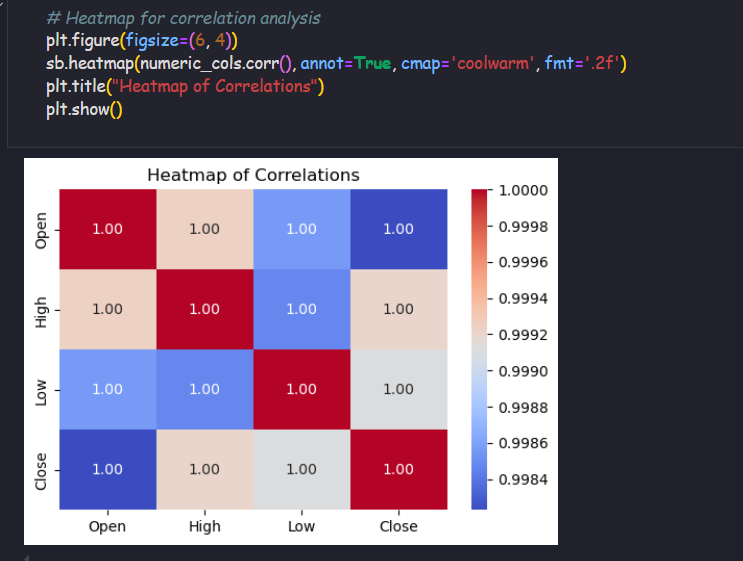 # Heatmap for correlation analysis
plt.figure(figsize=(6, 4))
sb.heatmap(numeric_cols.corr(), annot=True, cmap='coolwarm', fmt='.2f')
plt.title("Heatmap of Correlations")
plt.show()
Heatmap of Correlations
Open 1.00 1.00 1.00 1.00
High 1.00 1.00 1.00 1.00
Low 1.00 1.00 1.00 1.00
Close 1.00 1.00 1.00 1.00
Open High Low Close
1.0000
0.9998
0.9996
0.9994
0.9992
0.9990
0.9988
0.9986
0.9984